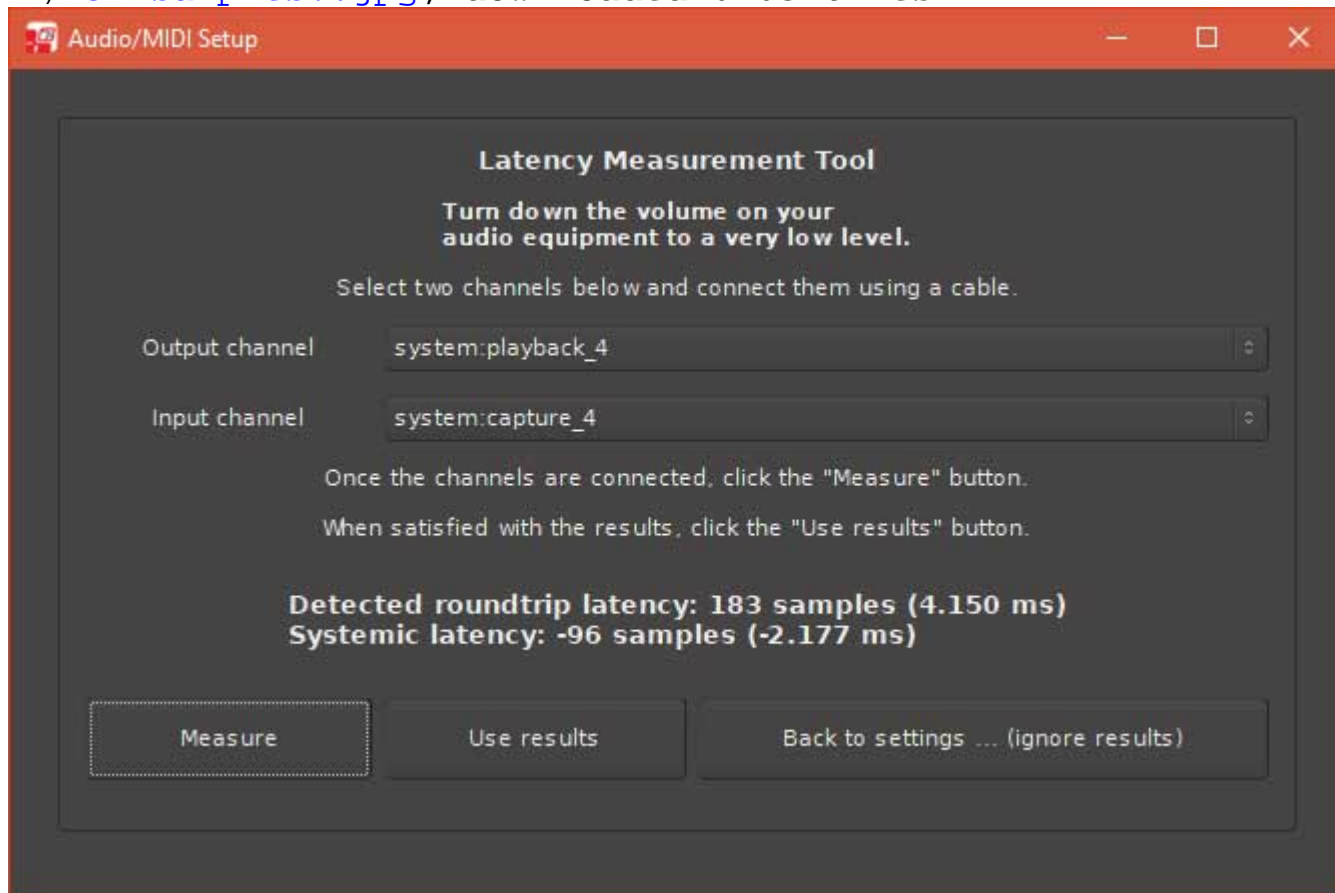 Audio/MIDI Setup
Latency Measurement Tool
Turn down the volume on your
audio equipment to a very low level.
Select two channels below and connect them using a cable.
Output channel system:playback_4
Input channel system:capture_4
Once the channels are connected, click the "Measure" button.
When satisfied with the results, click the "Use results" button.
Detected roundtrip latency: 183 samples (4.150 ms)
Systemic latency: -96 samples (-2.177 ms)
Measure Use results Back to settings ... (ignore results)